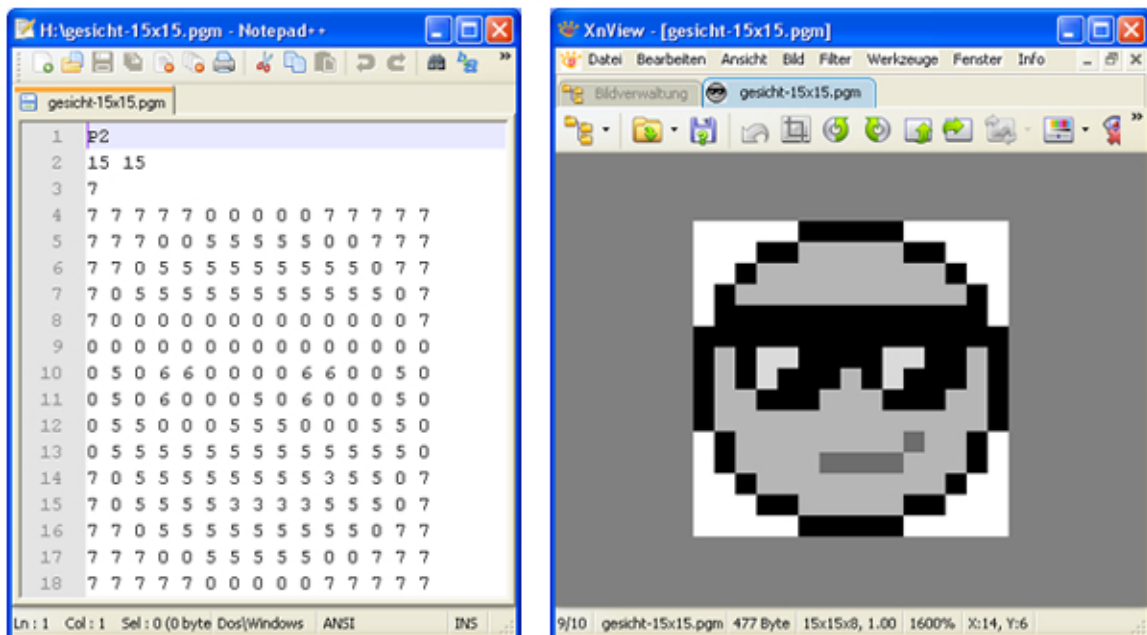 H:\gesicht-15x15.pgm - Notepad++
gesicht-15x15.pgm
1 P2
2 15 15
3 7
4 7 7 7 7 7 0 0 0 0 0 7 7 7 7 7
5 7 7 7 0 0 5 5 5 5 5 0 0 7 7 7
6 7 7 0 5 5 5 5 5 5 5 5 5 0 7 7
7 7 0 5 5 5 5 5 5 5 5 5 5 5 0 7
8 7 0 0 0 0 0 0 0 0 0 0 0 0 0 7
9 0 0 0 0 0 0 0 0 0 0 0 0 0 0 0
10 0 5 0 6 6 0 0 0 0 6 6 0 0 5 0
11 0 5 0 6 0 0 0 5 0 6 0 0 0 5 0
12 0 5 5 0 0 0 5 5 5 0 0 0 5 5 0
13 0 5 5 5 5 5 5 5 5 5 5 5 5 5 0
14 7 0 5 5 5 5 5 5 5 5 3 5 5 0 7
15 7 0 5 5 5 5 3 3 3 3 5 5 5 0 7
16 7 7 0 5 5 5 5 5 5 5 5 5 0 7 7
17 7 7 7 0 0 5 5 5 5 5 0 0 7 7 7
18 7 7 7 7 7 0 0 0 0 0 7 7 7 7 7
Ln : 1 Col : 1 Sel : 0 (0 byte Dos\Windows ANSI INS
XnView - [gesicht-15x15.pgm]
Datei Bearbeiten Ansicht Bild Filter Werkzeuge Fenster Info
Bildverwaltung gesicht-15x15.pgm
9/10 gesicht-15x15.pgm 477 Byte 15x15x8, 1.00 1600% X:14, Y:6